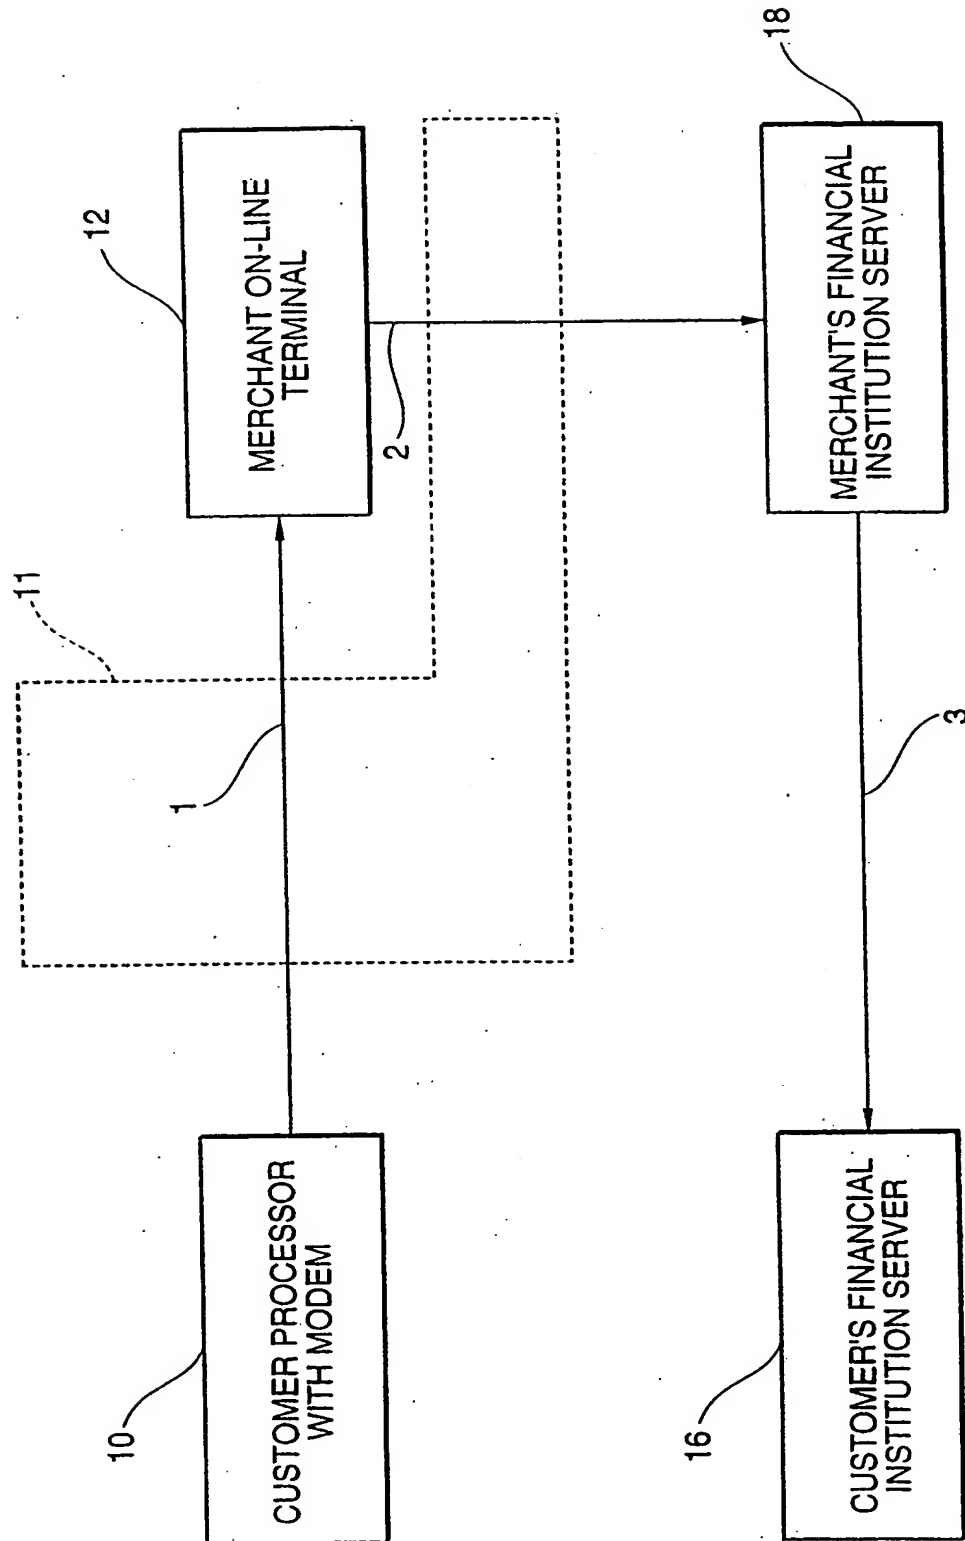 10
CUSTOMER PROCESSOR
WITH MODEM
1
11
12
MERCHANT ON-LINE
TERMINAL
2
16
CUSTOMER'S FINANCIAL
INSTITUTION SERVER
3
18
MERCHANT'S FINANCIAL
INSTITUTION SERVER